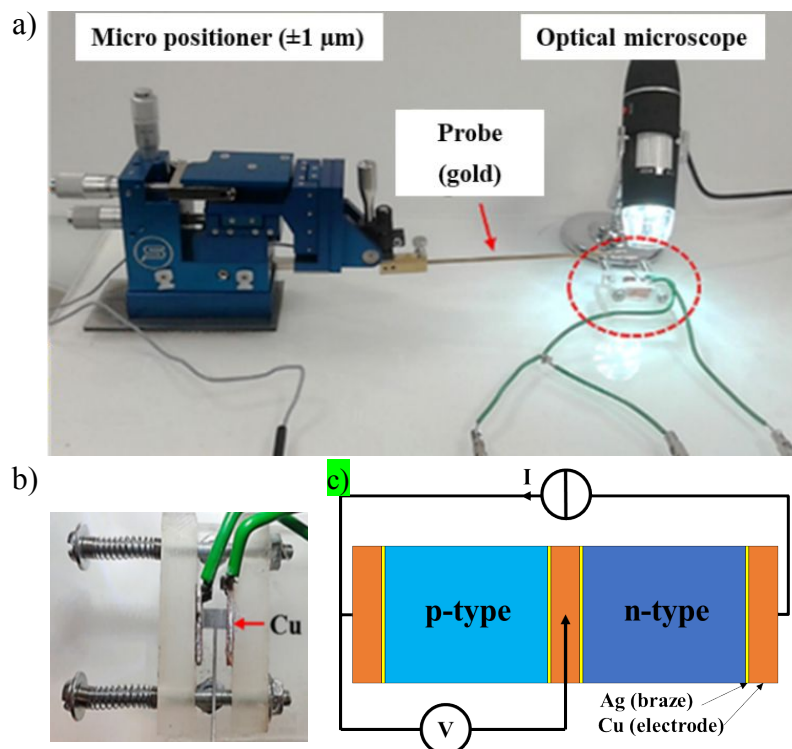 a)
Micro positioner (±1 µm)
Optical microscope
Probe
(gold)
b)
Cu
c)
I
p-type
n-type
V
Ag (braze)
Cu (electrode)